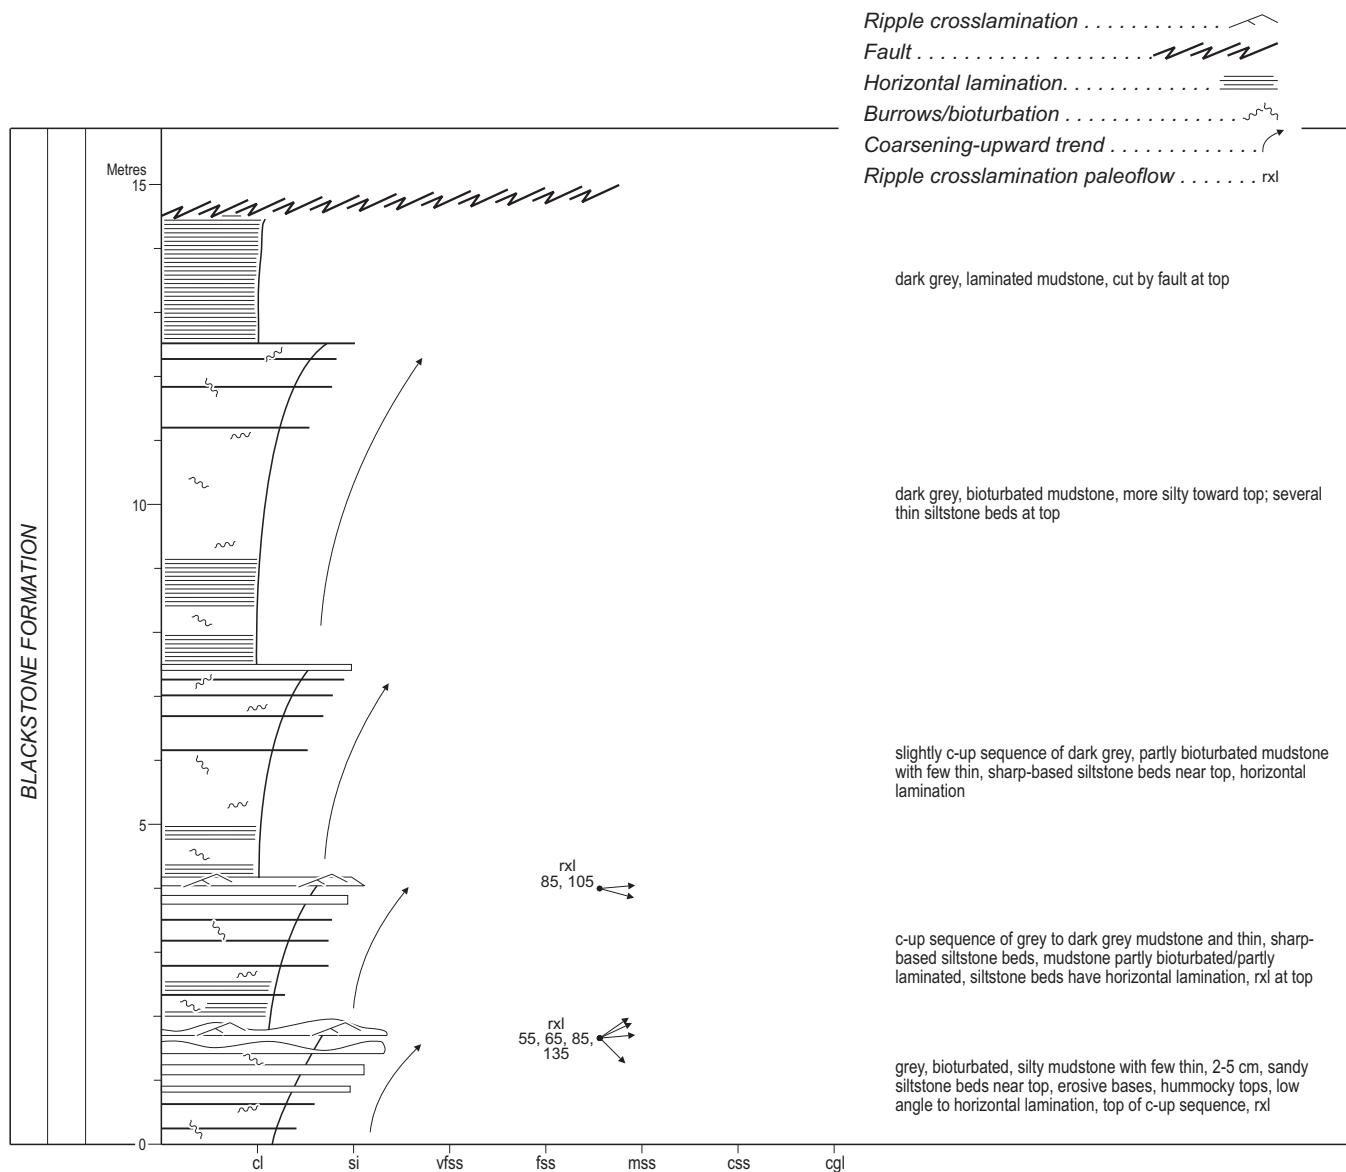 Ripple crosslamination . . . . . . . . . . . .
Fault . . . . . . . . . . . . . . . . . . . .
Horizontal lamination. . . . . . . . . . . . .
Burrows/bioturbation . . . . . . . . . . . . . . .
Coarsening-upward trend . . . . . . . . . . . . .
Ripple crosslamination paleoflow . . . . . . . rxl
Metres
15
dark grey, laminated mudstone, cut by fault at top
10
dark grey, bioturbated mudstone, more silty toward top; several
thin siltstone beds at top
BLACKSTONE FORMATION
slightly c-up sequence of dark grey, partly bioturbated mudstone
with few thin, sharp-based siltstone beds near top, horizontal
lamination
5
rxl
85, 105
c-up sequence of grey to dark grey mudstone and thin, sharp-
based siltstone beds, mudstone partly bioturbated/partly
laminated, siltstone beds have horizontal lamination, rxl at top
rxl
55, 65, 85,
135
grey, bioturbated, silty mudstone with few thin, 2-5 cm, sandy
siltstone beds near top, erosive bases, hummocky tops, low
angle to horizontal lamination, top of c-up sequence, rxl
0
cl si vfss fss mss css cgl